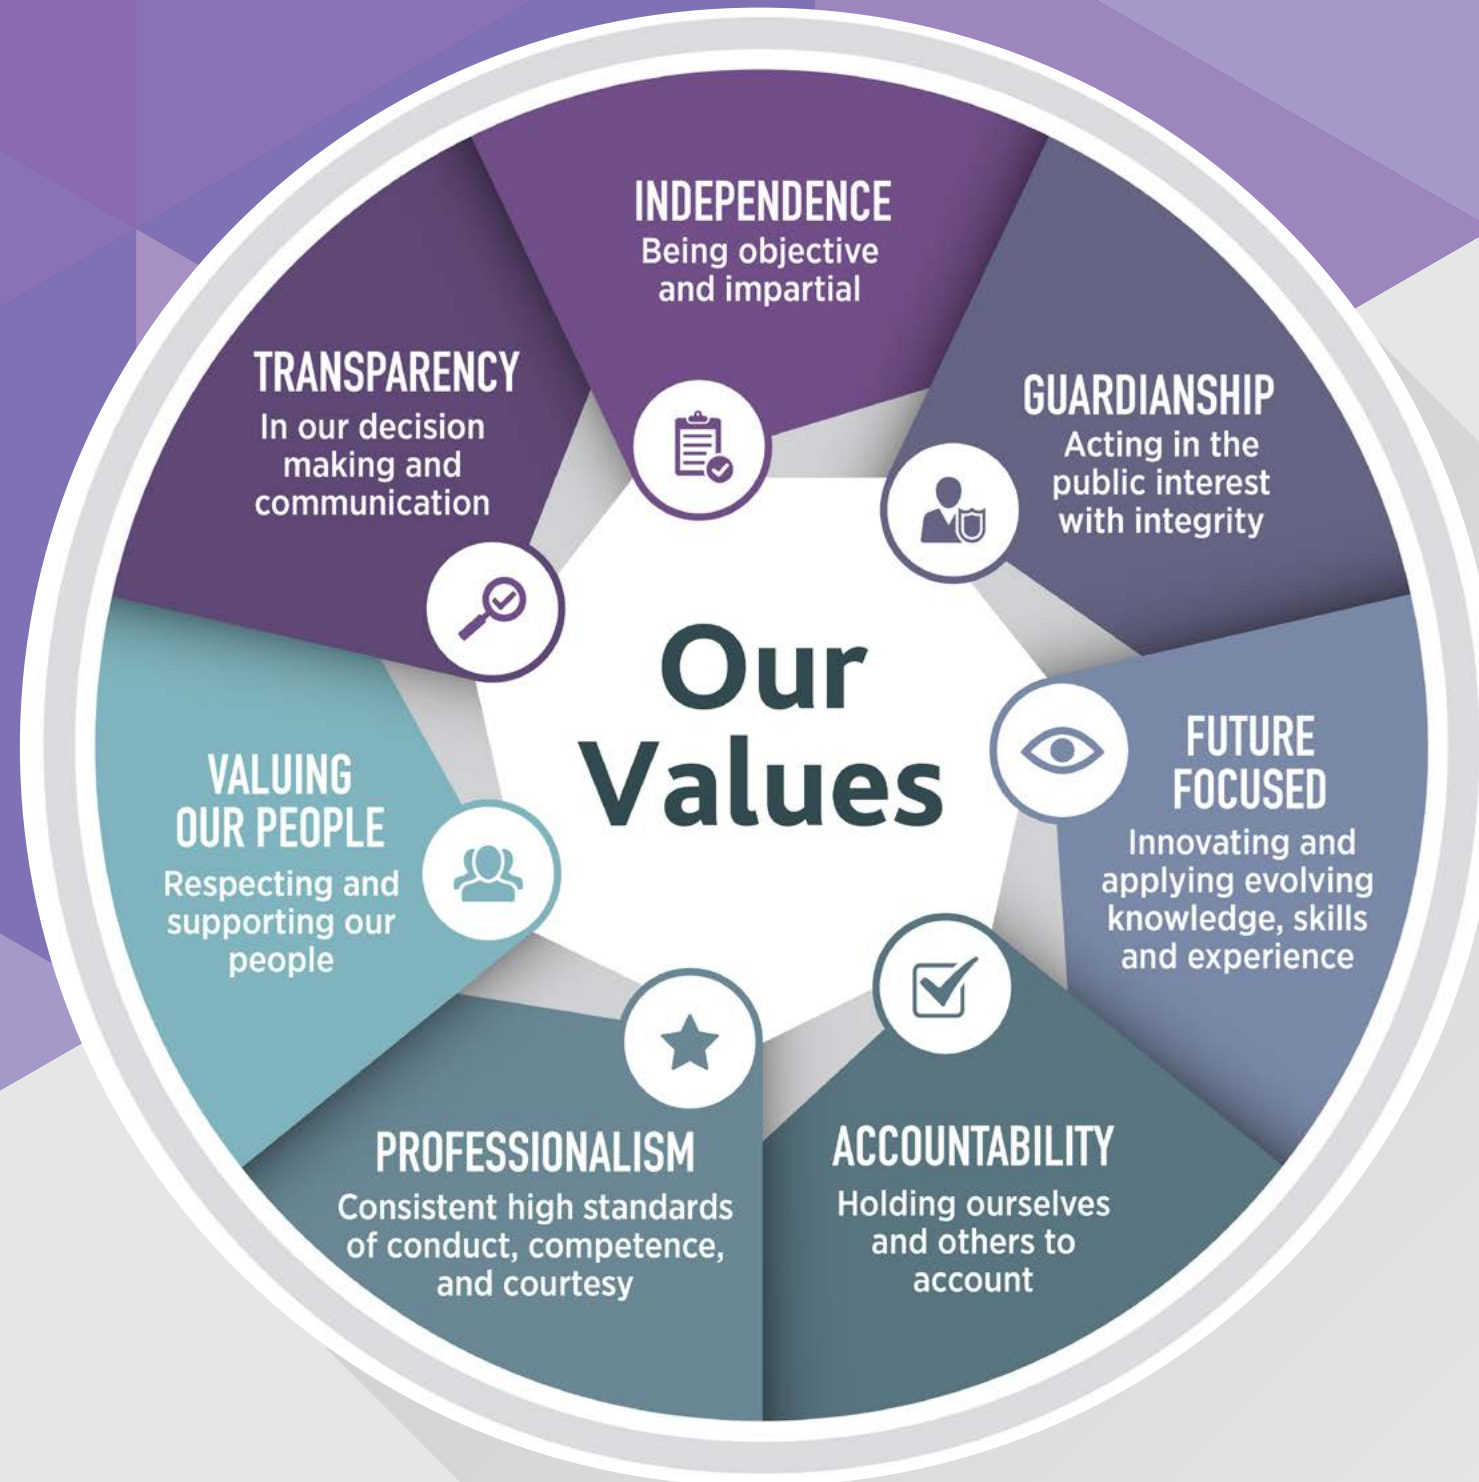 Our
Values
INDEPENDENCE
Being objective
and impartial
GUARDIANSHIP
Acting in the
public interest
with integrity
FUTURE
FOCUSED
Innovating and
applying evolving
knowledge, skills
and experience
ACCOUNTABILITY
Holding ourselves
and others to
account
PROFESSIONALISM
Consistent high standards
of conduct, competence,
and courtesy
VALUING
OUR PEOPLE
Respecting and
supporting our
people
TRANSPARENCY
In our decision
making and
communication